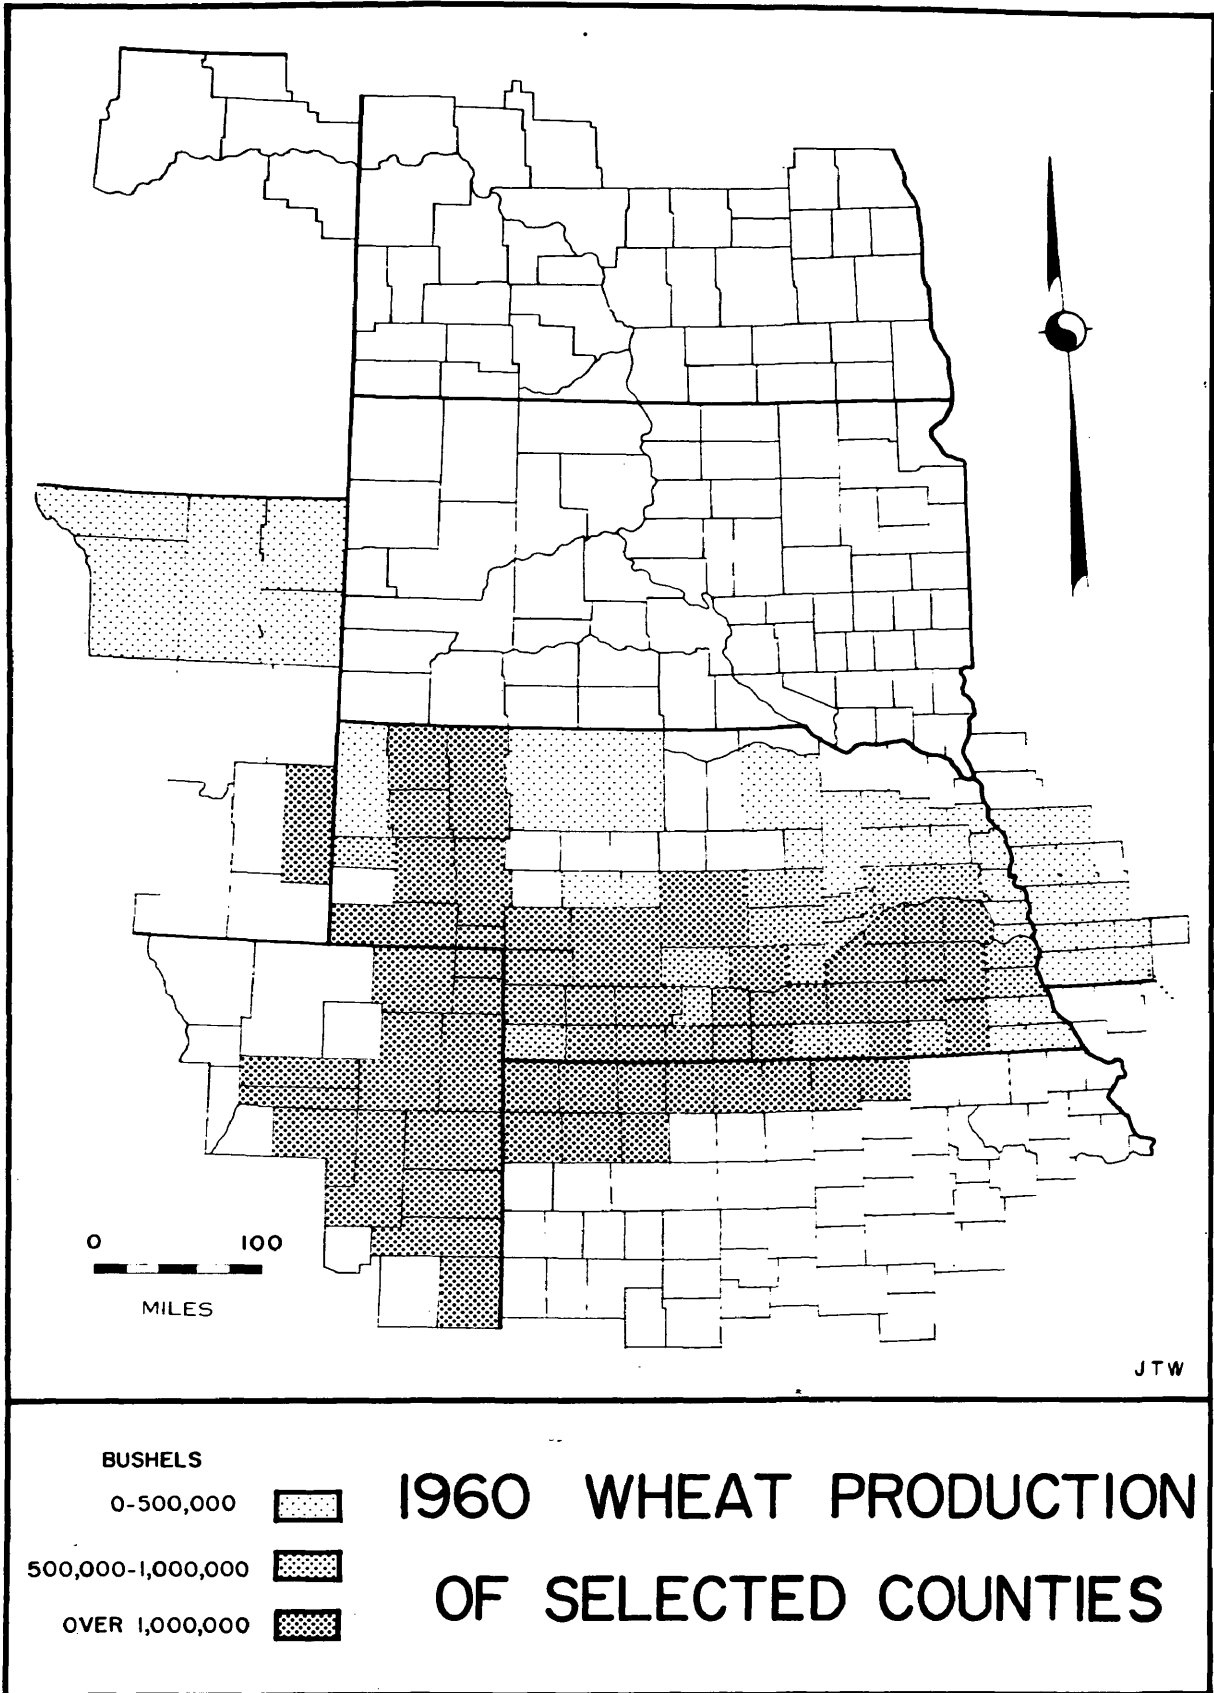 0 100
MILES
JTW
BUSHELS
0-500,000
500,000-1,000,000
OVER 1,000,000
1960 WHEAT PRODUCTION
OF SELECTED COUNTIES